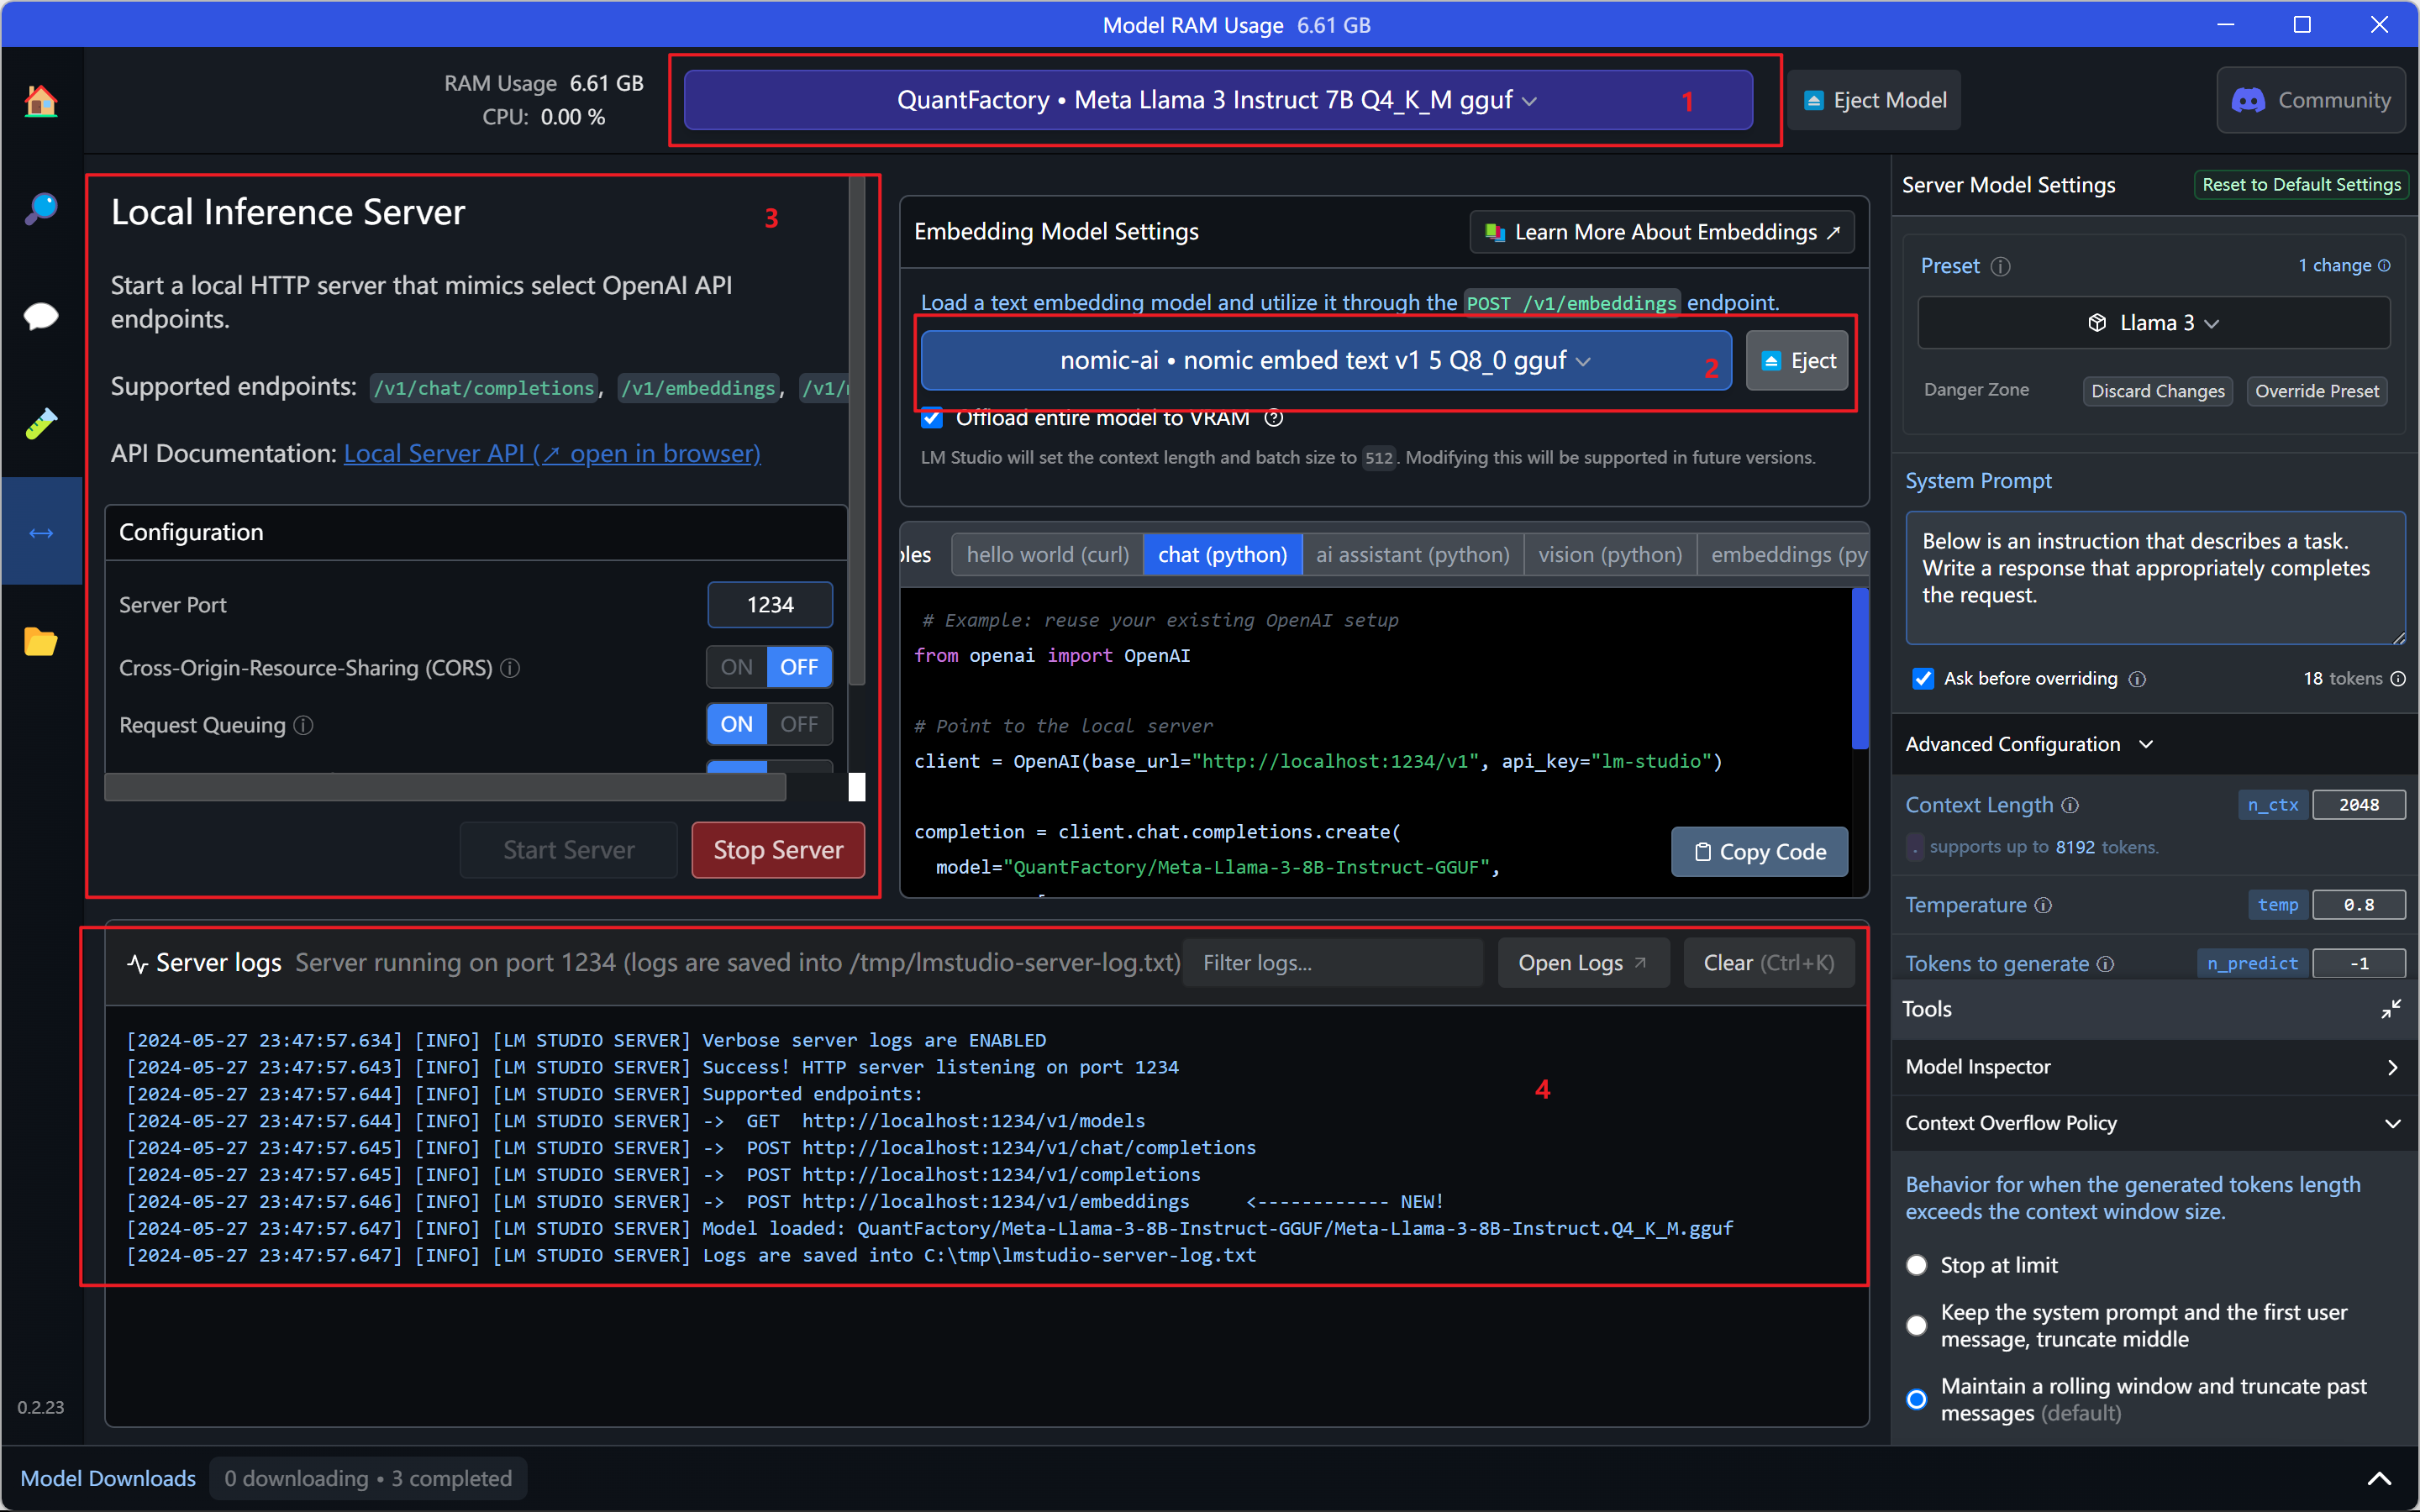 Model RAM Usage 6.61 GB
RAM Usage 6.61 GB
CPU: 0.00 %
QuantFactory • Meta Llama 3 Instruct 7B Q4_K_M gguf
1
Eject Model
Community
Local Inference Server
3
Start a local HTTP server that mimics select OpenAI API
endpoints.
Supported endpoints: /v1/chat/completions, /v1/embeddings, /v1/
API Documentation: Local Server API (↗ open in browser)
Configuration
Server Port 1234
Cross-Origin-Resource-Sharing (CORS) ON OFF
Request Queuing ON OFF
Start Server Stop Server
Embedding Model Settings Learn More About Embeddings ↗
Load a text embedding model and utilize it through the POST /v1/embeddings endpoint.
nomic-ai • nomic embed text v1 5 Q8_0 gguf 2 Eject
Offload entire model to VRAM
LM Studio will set the context length and batch size to 512. Modifying this will be supported in future versions.
ples hello world (curl) chat (python) ai assistant (python) vision (python) embeddings (py
# Example: reuse your existing OpenAI setup
from openai import OpenAI
# Point to the local server
client = OpenAI(base_url="http://localhost:1234/v1", api_key="lm-studio")
completion = client.chat.completions.create(
model="QuantFactory/Meta-Llama-3-8B-Instruct-GGUF",
Copy Code
Server logs Server running on port 1234 (logs are saved into /tmp/lmstudio-server-log.txt) Filter logs... Open Logs ↗ Clear (Ctrl+K)
[2024-05-27 23:47:57.634] [INFO] [LM STUDIO SERVER] Verbose server logs are ENABLED
[2024-05-27 23:47:57.643] [INFO] [LM STUDIO SERVER] Success! HTTP server listening on port 1234
[2024-05-27 23:47:57.644] [INFO] [LM STUDIO SERVER] Supported endpoints:
[2024-05-27 23:47:57.644] [INFO] [LM STUDIO SERVER] -> GET http://localhost:1234/v1/models
[2024-05-27 23:47:57.645] [INFO] [LM STUDIO SERVER] -> POST http://localhost:1234/v1/chat/completions
[2024-05-27 23:47:57.645] [INFO] [LM STUDIO SERVER] -> POST http://localhost:1234/v1/completions
[2024-05-27 23:47:57.646] [INFO] [LM STUDIO SERVER] -> POST http://localhost:1234/v1/embeddings <------------ NEW!
[2024-05-27 23:47:57.647] [INFO] [LM STUDIO SERVER] Model loaded: QuantFactory/Meta-Llama-3-8B-Instruct-GGUF/Meta-Llama-3-8B-Instruct.Q4_K_M.gguf
[2024-05-27 23:47:57.647] [INFO] [LM STUDIO SERVER] Logs are saved into C:\tmp\lmstudio-server-log.txt
4
Server Model Settings Reset to Default Settings
Preset 1 change
Llama 3
Danger Zone Discard Changes Override Preset
System Prompt
Below is an instruction that describes a task.
Write a response that appropriately completes
the request.
Ask before overriding 18 tokens
Advanced Configuration
Context Length n_ctx 2048
. supports up to 8192 tokens.
Temperature temp 0.8
Tokens to generate n_predict -1
Tools
Model Inspector
Context Overflow Policy
Behavior for when the generated tokens length
exceeds the context window size.
Stop at limit
Keep the system prompt and the first user
message, truncate middle
Maintain a rolling window and truncate past
messages (default)
0.2.23
Model Downloads 0 downloading • 3 completed